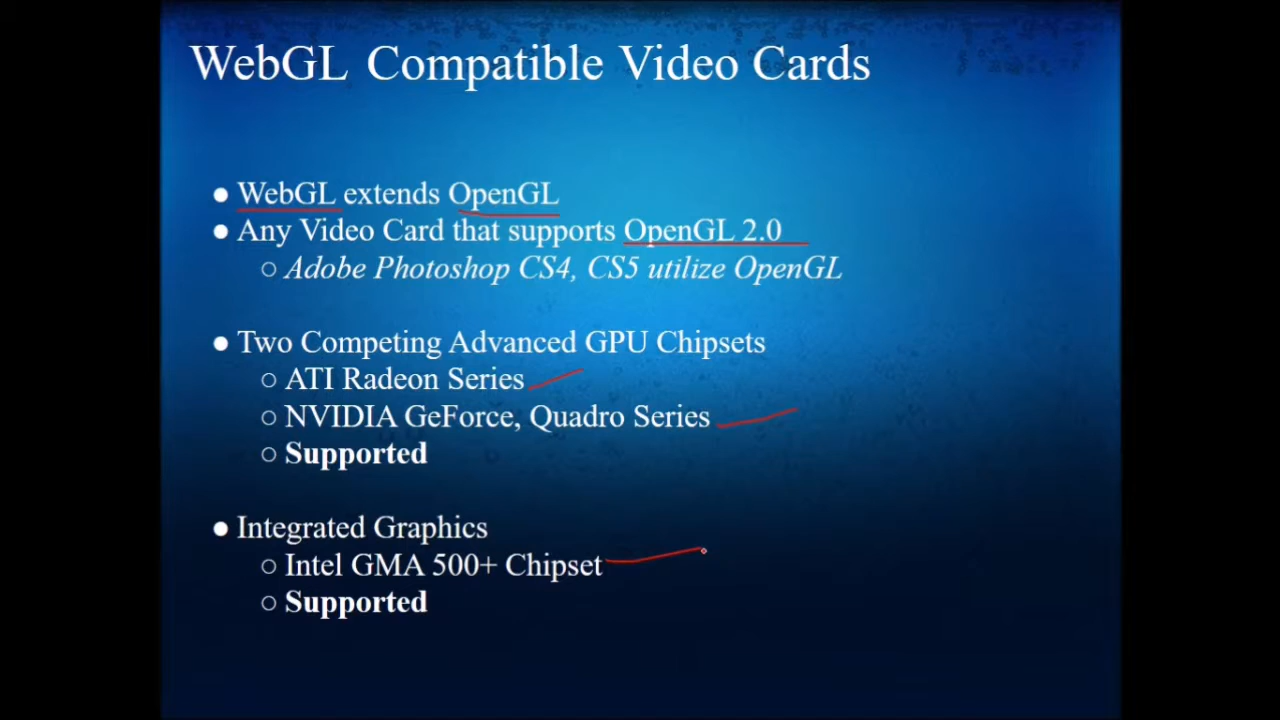 WebGL Compatible Video Cards
● WebGL extends OpenGL
● Any Video Card that supports OpenGL 2.0
○ Adobe Photoshop CS4, CS5 utilize OpenGL
● Two Competing Advanced GPU Chipsets
○ ATI Radeon Series
○ NVIDIA GeForce, Quadro Series
○ Supported
● Integrated Graphics
○ Intel GMA 500+ Chipset
○ Supported